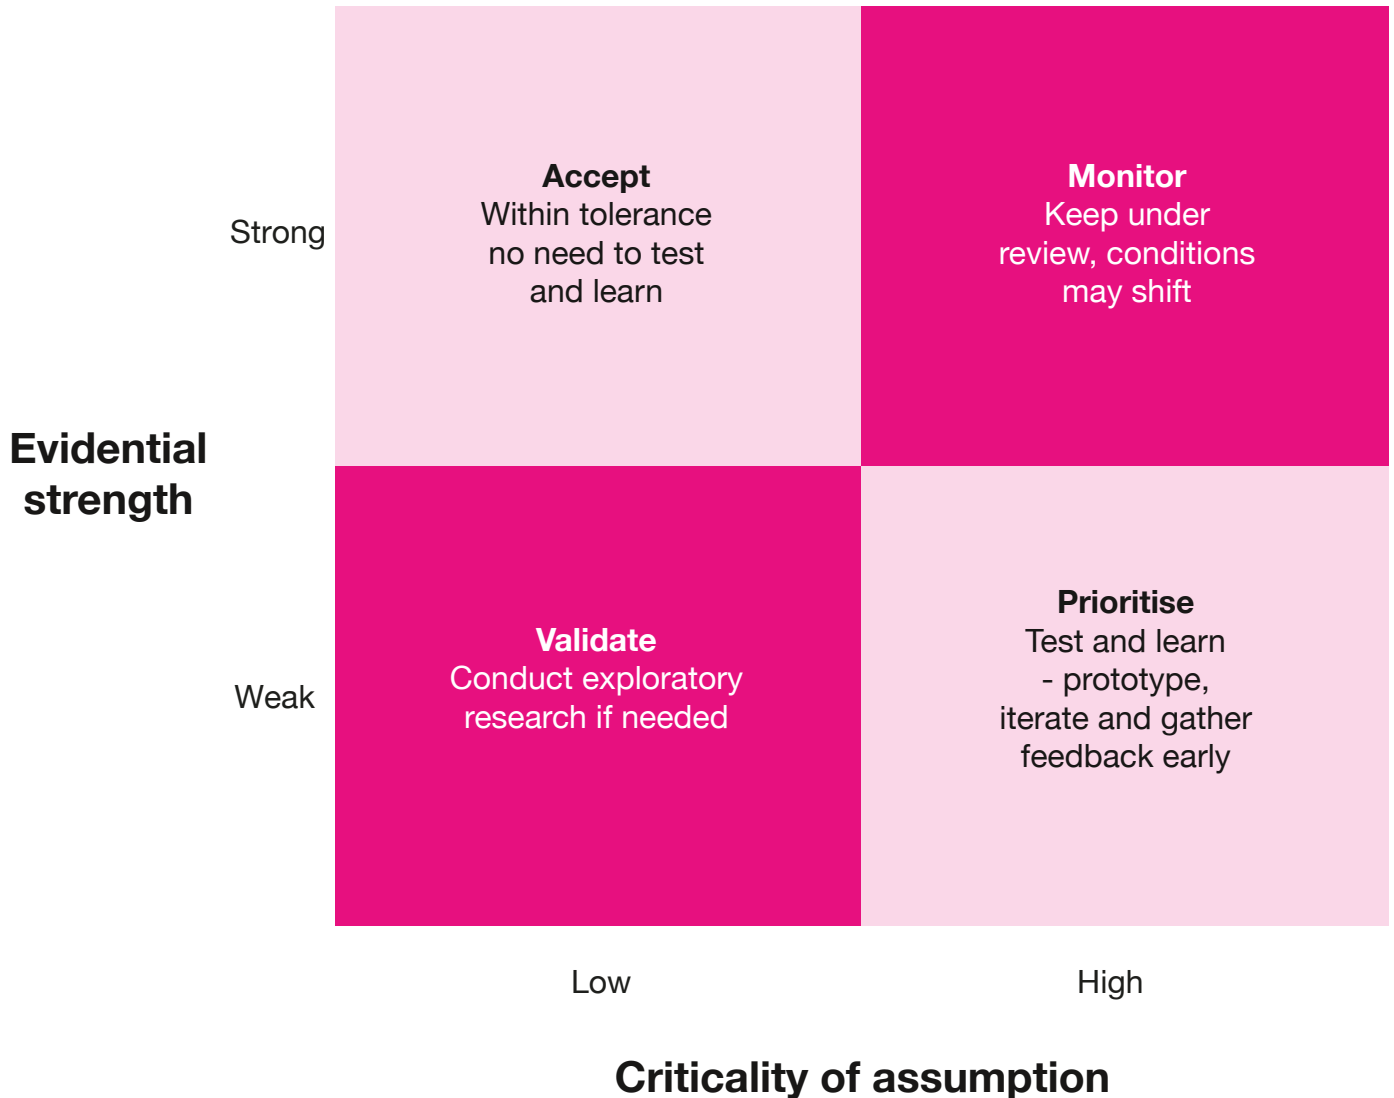 Accept
Within tolerance
no need to test
and learn
Monitor
Keep under
review, conditions
may shift
Strong
Evidential
strength
Validate
Conduct exploratory
research if needed
Prioritise
Test and learn
- prototype,
iterate and gather
feedback early
Weak
Low
High
Criticality of assumption